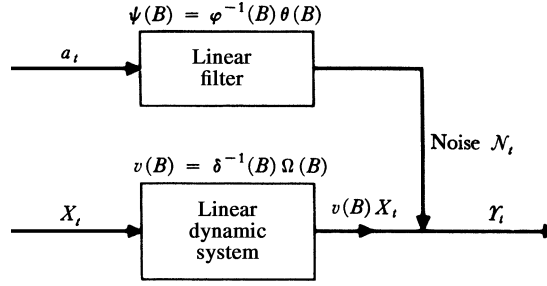 ψ(B) = φ⁻¹(B) θ(B)
a_t
Linear
filter
Noise 𝒩_t
v(B) = δ⁻¹(B) Ω(B)
X_t
Linear
dynamic
system
v(B) X_t
Y_t